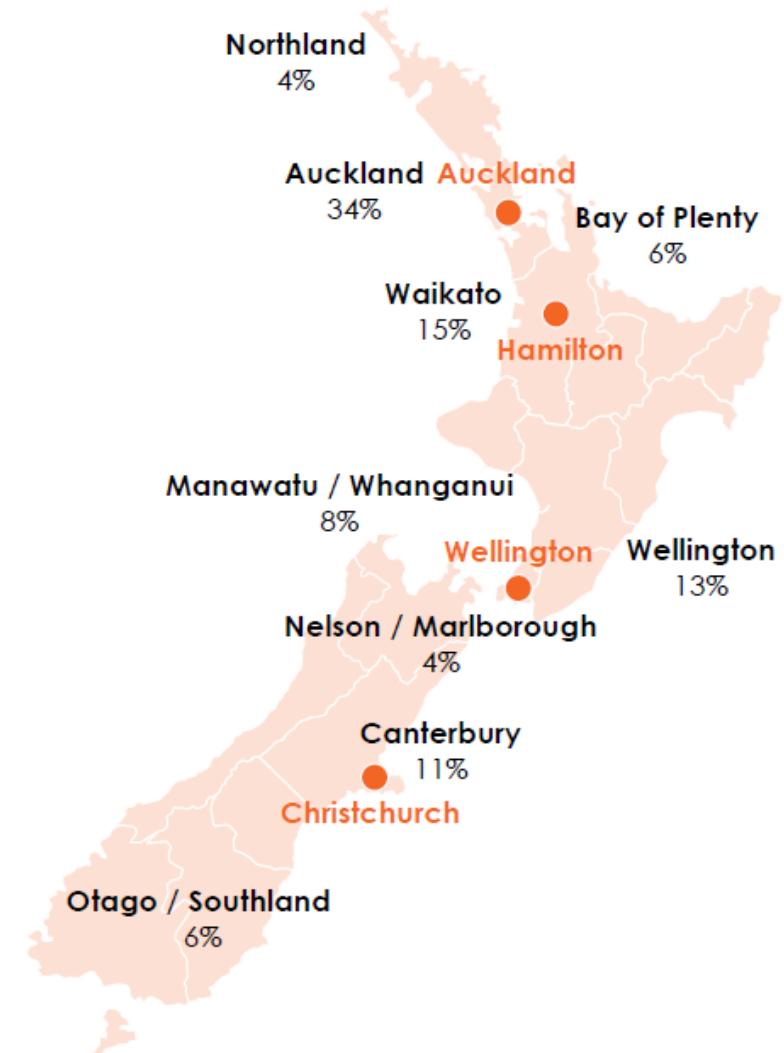 Northland
4%
Auckland Auckland
34%
Bay of Plenty
6%
Waikato
15%
Hamilton
Manawatu / Whanganui
8%
Wellington Wellington
13%
Nelson / Marlborough
4%
Canterbury
11%
Christchurch
Otago / Southland
6%